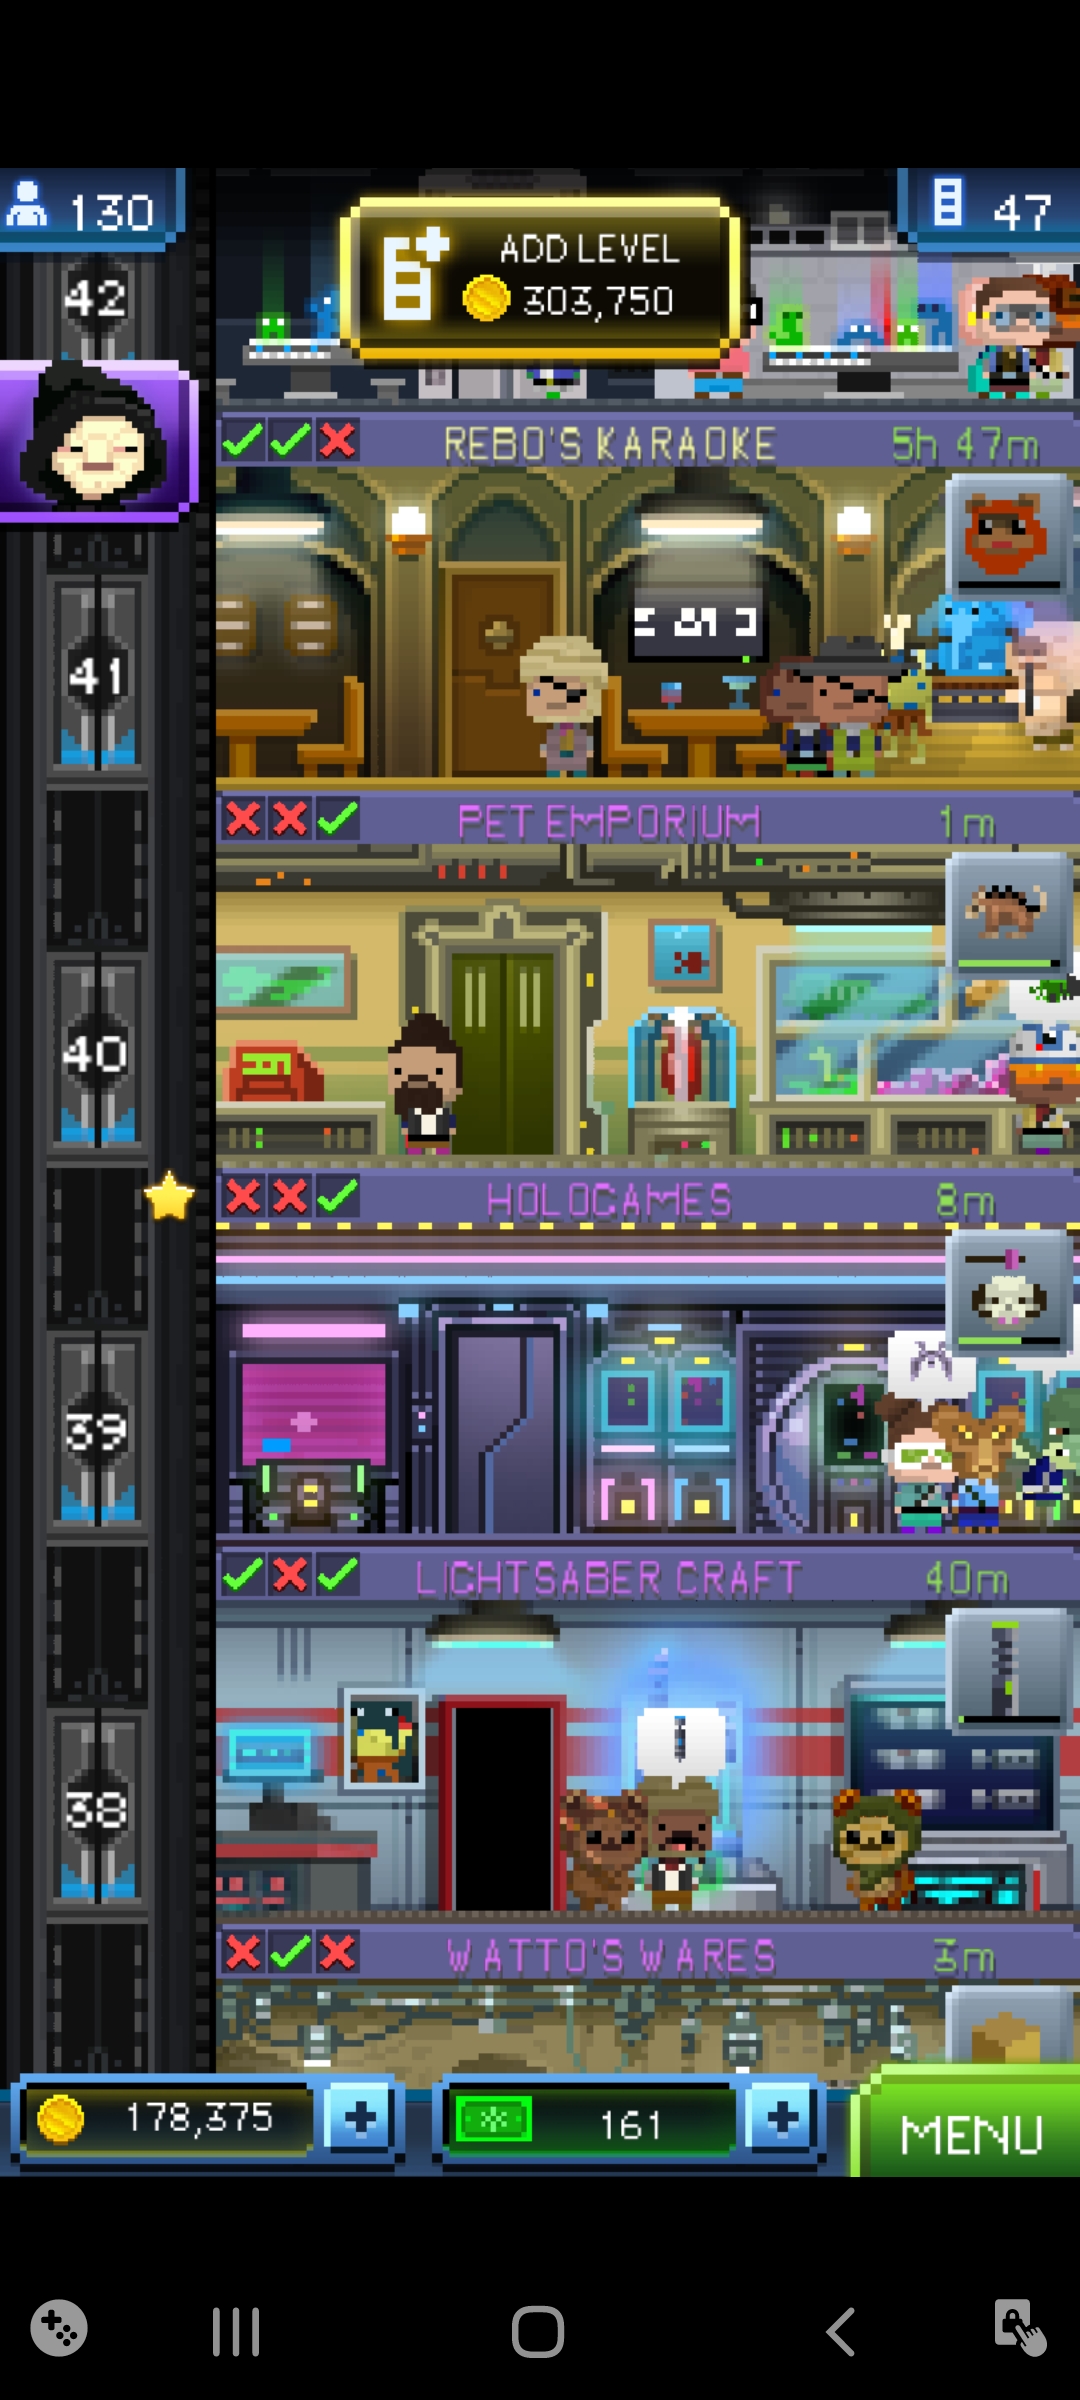 130
ADD LEVEL
303,750
47
42
REBO'S KARAOKE 5h 47m
41
PET EMPORIUM 1m
40
HOLOGAMES 8m
39
LIGHTSABER CRAFT 40m
38
WATTO'S WARES 3m
178,375
161
MENU